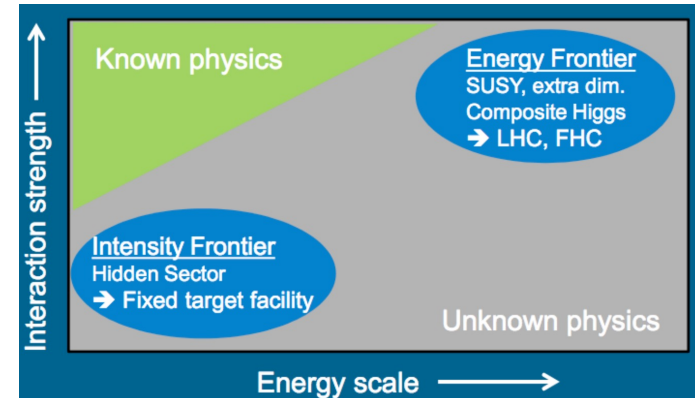 Known physics
Energy Frontier
SUSY, extra dim.
Composite Higgs
➔ LHC, FHC
Interaction strength
Intensity Frontier
Hidden Sector
➔ Fixed target facility
Unknown physics
Energy scale